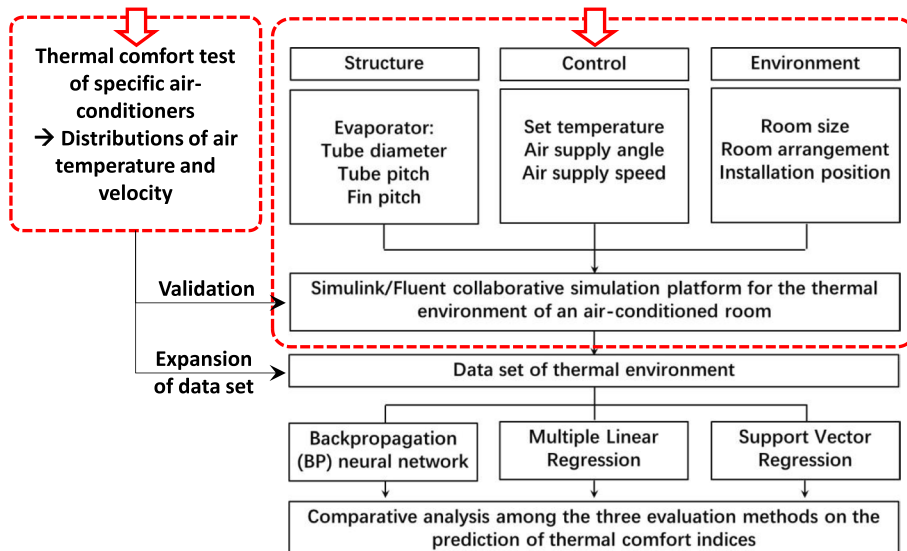 Thermal comfort test
of specific air-
conditioners
→ Distributions of air
temperature and
velocity
Structure
Control
Environment
Evaporator:
Tube diameter
Tube pitch
Fin pitch
Set temperature
Air supply angle
Air supply speed
Room size
Room arrangement
Installation position
Validation
Simulink/Fluent collaborative simulation platform for the thermal
environment of an air-conditioned room
Expansion
of data set
Data set of thermal environment
Backpropagation
(BP) neural network
Multiple Linear
Regression
Support Vector
Regression
Comparative analysis among the three evaluation methods on the
prediction of thermal comfort indices